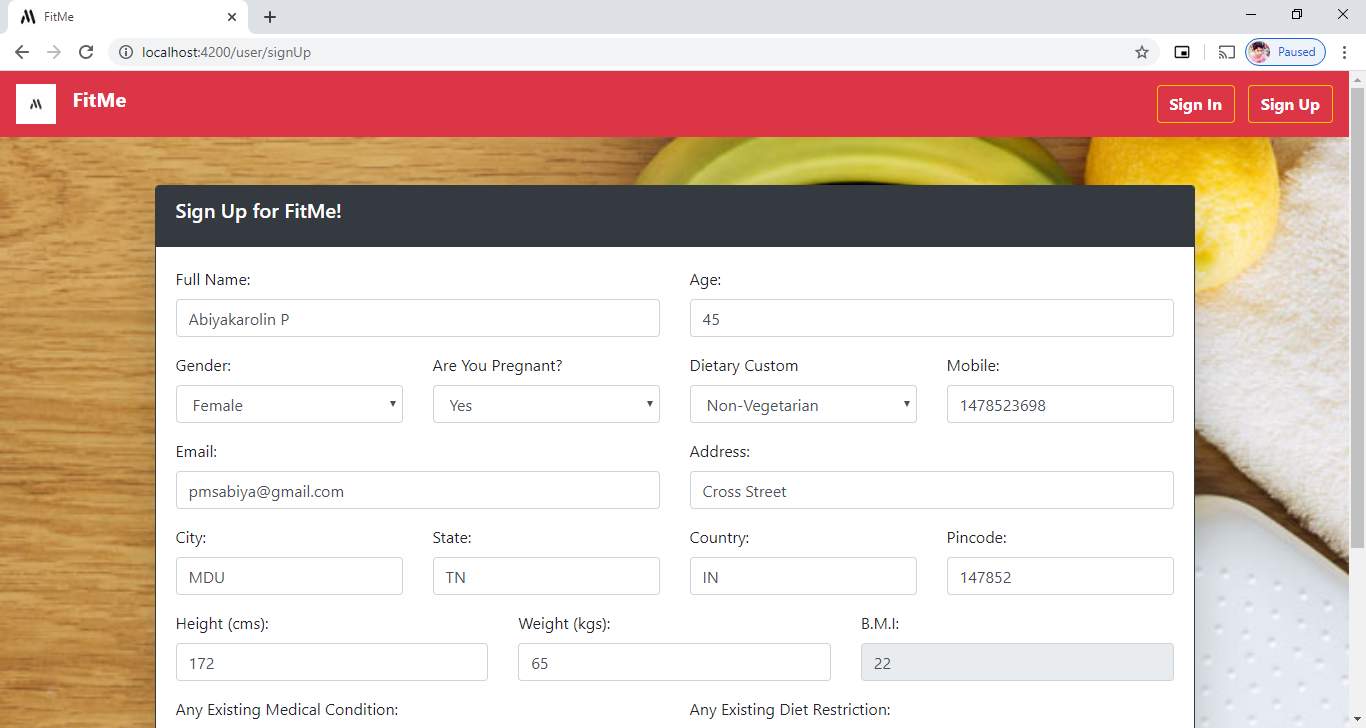 FitMe
localhost:4200/user/signUp
Paused
FitMe
Sign In
Sign Up
Sign Up for FitMe!
Full Name:
Age:
Abiyakarolin P
45
Gender:
Are You Pregnant?
Dietary Custom
Mobile:
Female
Yes
Non-Vegetarian
1478523698
Email:
Address:
pmsabiya@gmail.com
Cross Street
City:
State:
Country:
Pincode:
MDU
TN
IN
147852
Height (cms):
Weight (kgs):
B.M.I:
172
65
22
Any Existing Medical Condition:
Any Existing Diet Restriction: